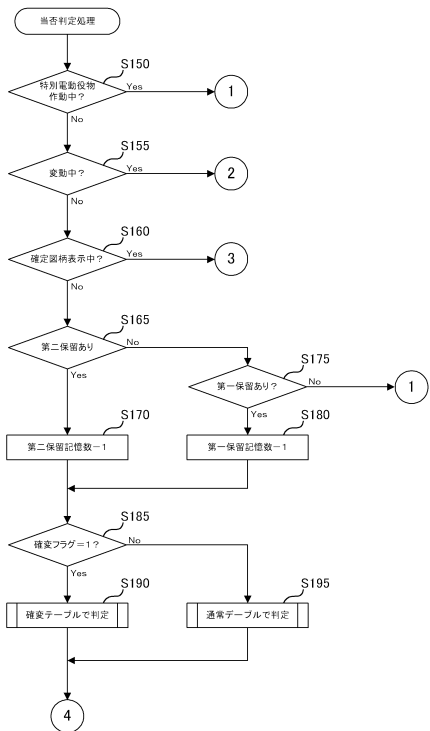 当否判定処理
S150
特別電動役物
作動中?
Yes
1
No
S155
変動中?
Yes
2
No
S160
確定図柄表示中?
Yes
3
No
S165
第二保留あり
No
Yes
S175
第一保留あり?
No
1
Yes
S170
第二保留記憶数−1
S180
第一保留記憶数−1
S185
確変フラグ=1?
No
Yes
S190
確変テーブルで判定
S195
通常テーブルで判定
4